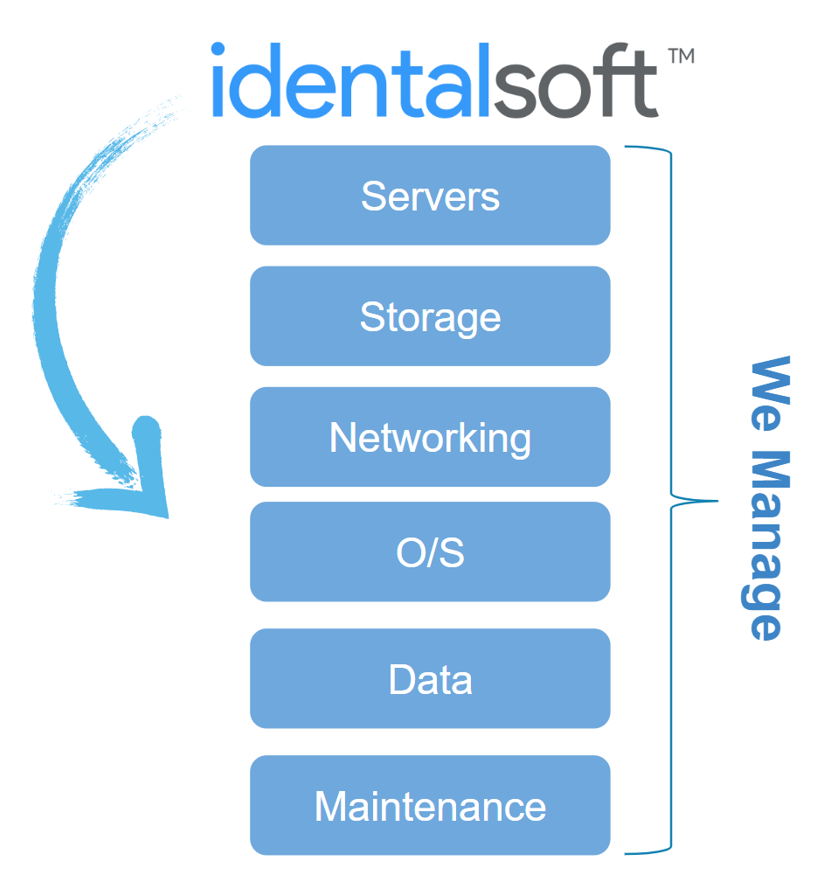 identalsoft™
Servers
Storage
Networking
O/S
Data
Maintenance
We Manage